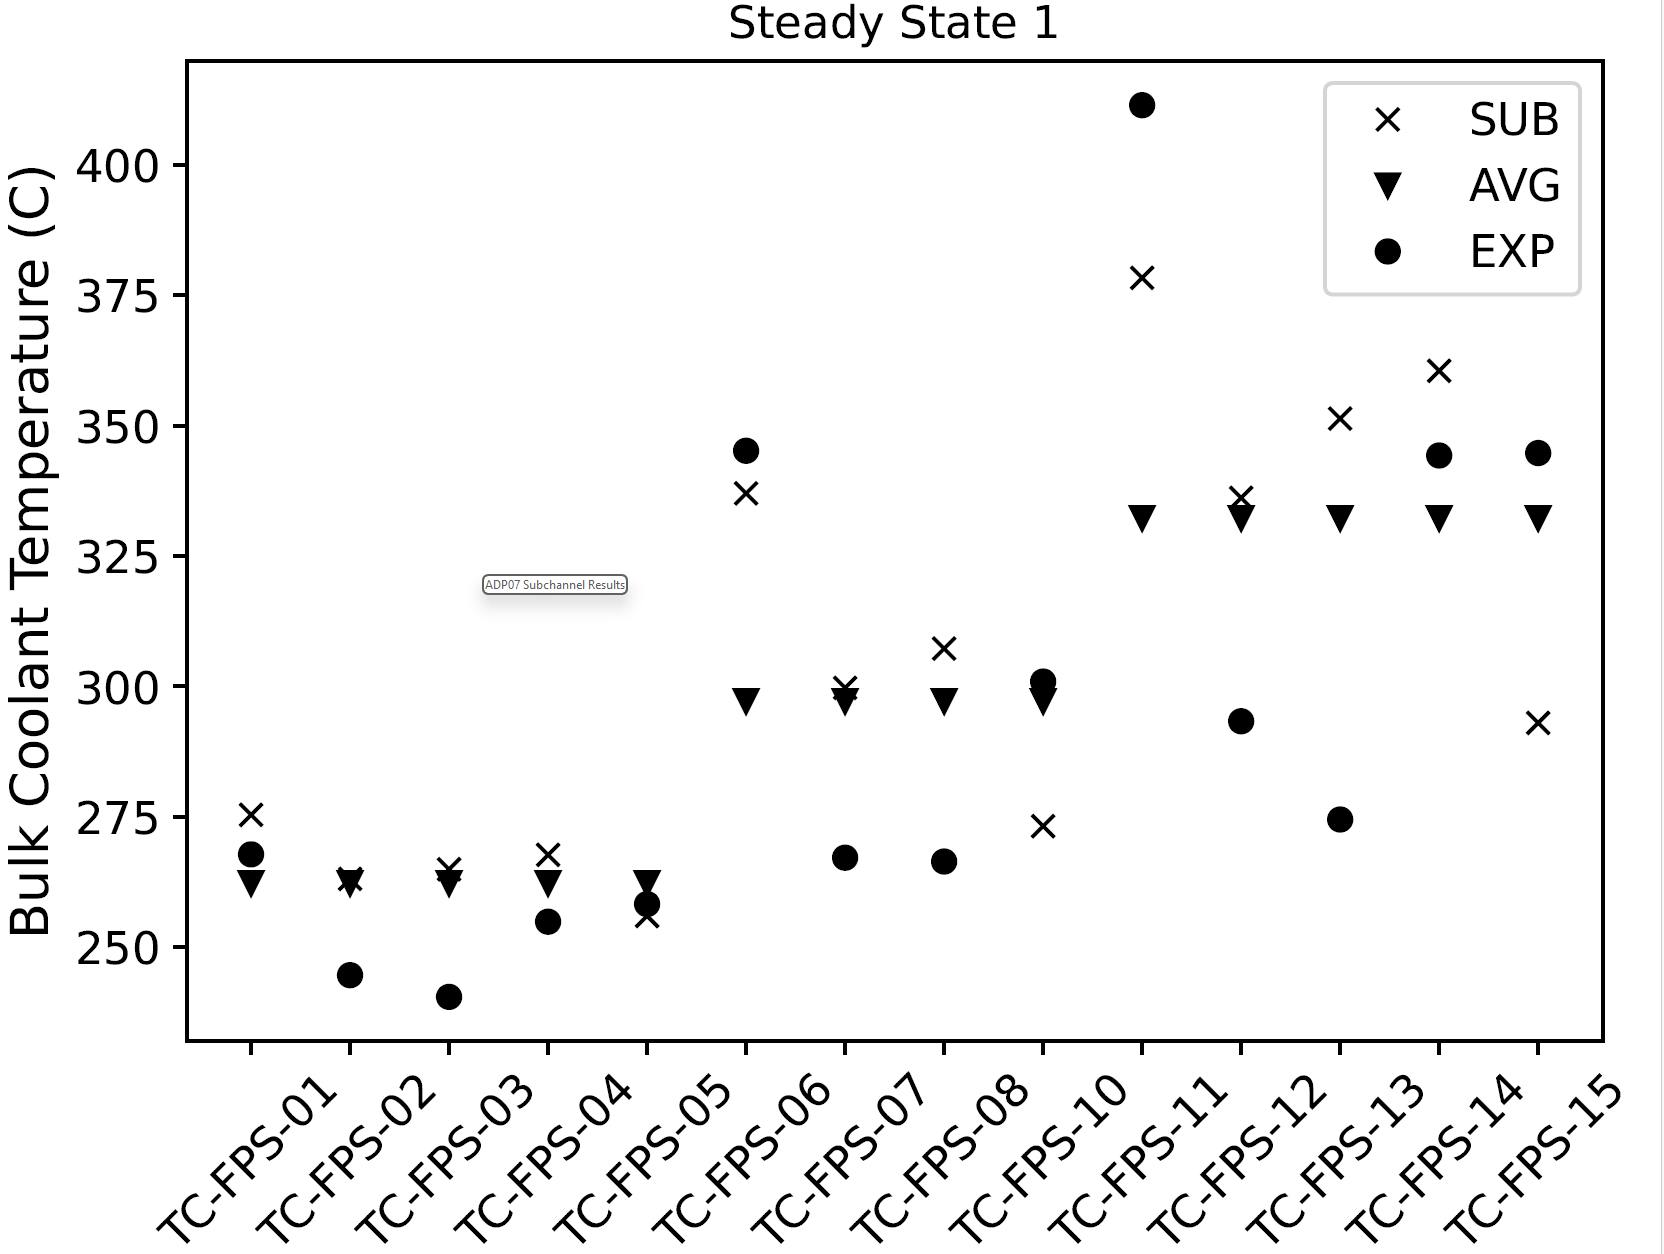 Steady State 1
Bulk Coolant Temperature (C)
400
375
350
325
300
275
250
SUB
AVG
EXP
ADP07 Subchannel Results
TC-FPS-01
TC-FPS-02
TC-FPS-03
TC-FPS-04
TC-FPS-05
TC-FPS-06
TC-FPS-07
TC-FPS-08
TC-FPS-10
TC-FPS-11
TC-FPS-12
TC-FPS-13
TC-FPS-14
TC-FPS-15